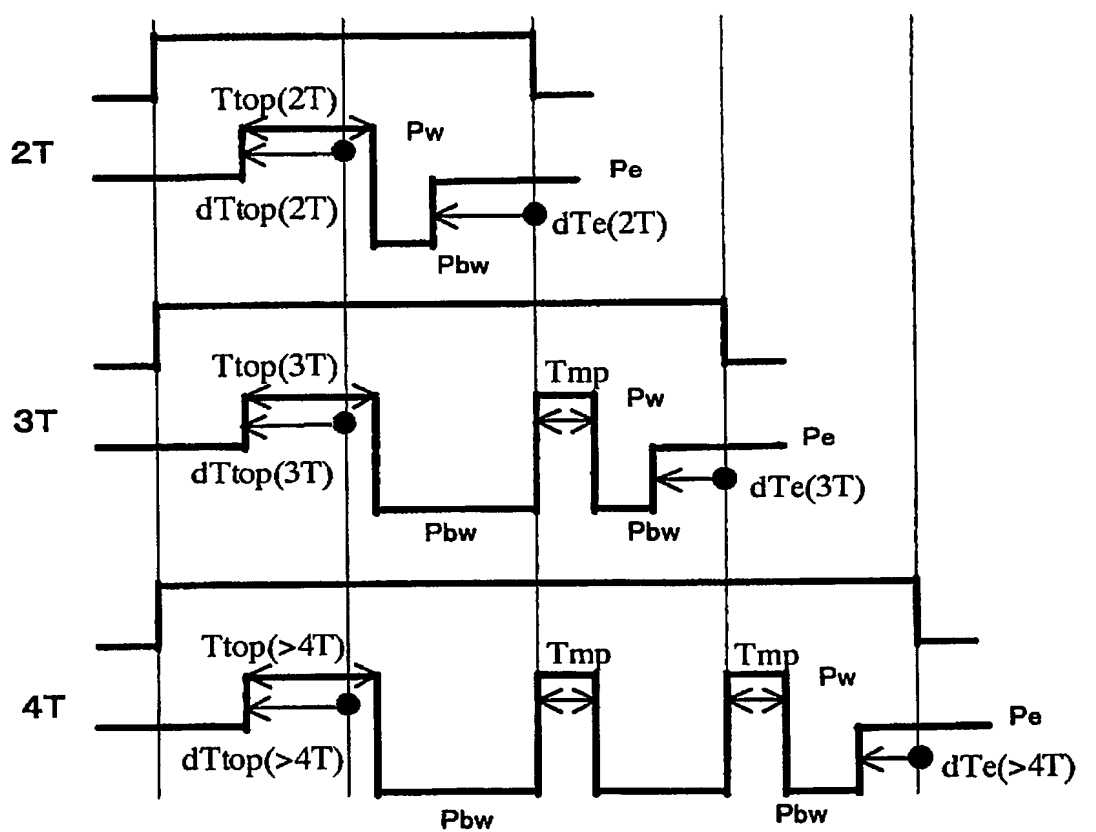 Ttop(2T)
Pw
2T
Pe
dTtop(2T)
dTe(2T)
Pbw
Ttop(3T)
Tmp
Pw
3T
Pe
dTtop(3T)
dTe(3T)
Pbw
Pbw
Ttop(>4T)
Tmp
Tmp
Pw
4T
Pe
dTtop(>4T)
dTe(>4T)
Pbw
Pbw